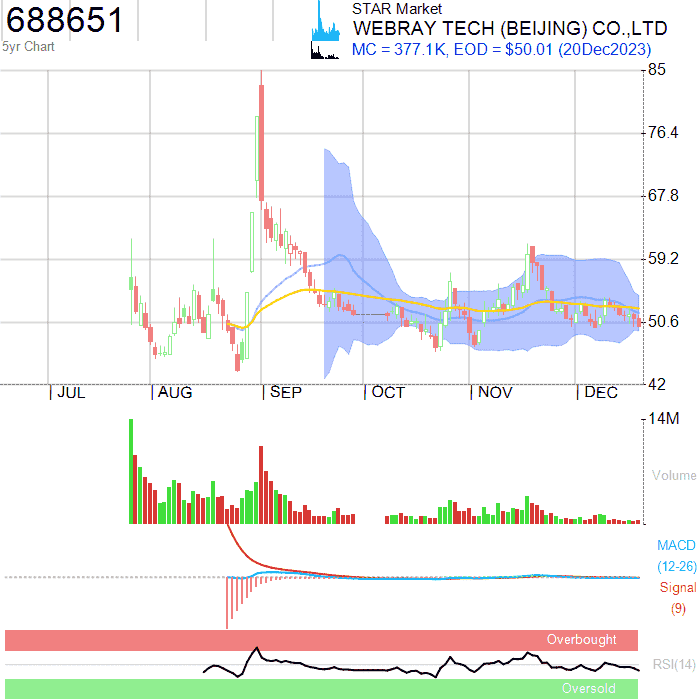 688651
5yr Chart
STAR Market
WEBRAY TECH (BEIJING) CO.,LTD
MC = 377.1K, EOD = $50.01 (20Dec2023)
85
76.4
67.8
59.2
50.6
42
JUL
AUG
SEP
OCT
NOV
DEC
14M
Volume
MACD
(12-26)
Signal
(9)
Overbought
RSI(14)
Oversold